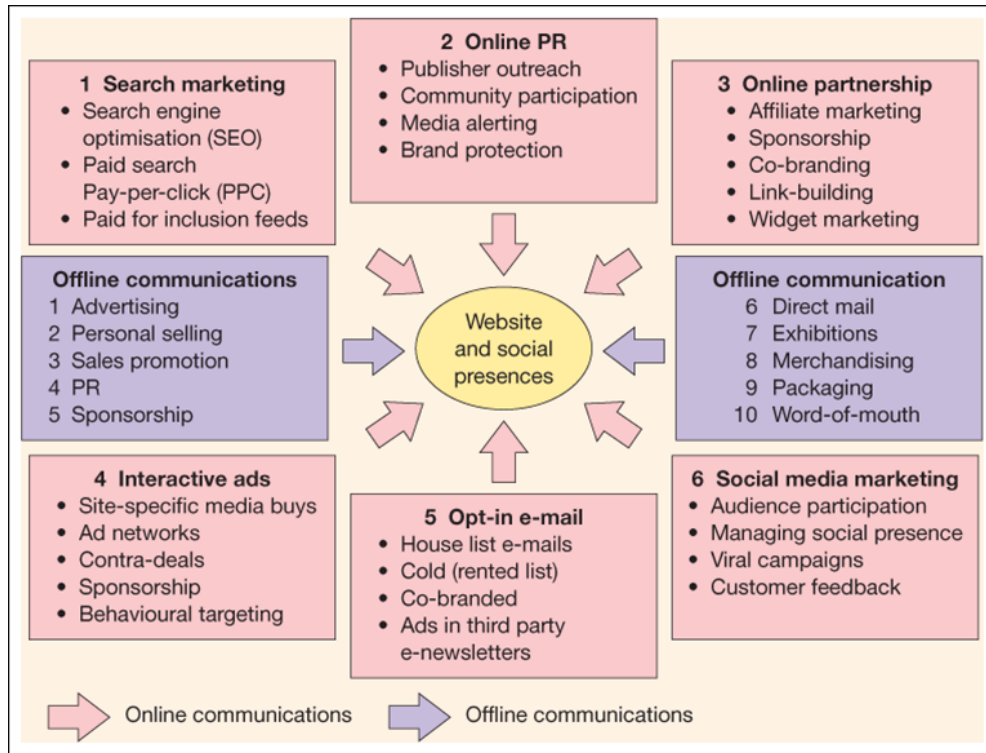 1 Search marketing
• Search engine
optimisation (SEO)
• Paid search
Pay-per-click (PPC)
• Paid for inclusion feeds
2 Online PR
• Publisher outreach
• Community participation
• Media alerting
• Brand protection
3 Online partnership
• Affiliate marketing
• Sponsorship
• Co-branding
• Link-building
• Widget marketing
Offline communications
1 Advertising
2 Personal selling
3 Sales promotion
4 PR
5 Sponsorship
Website
and social
presences
Offline communication
6 Direct mail
7 Exhibitions
8 Merchandising
9 Packaging
10 Word-of-mouth
4 Interactive ads
• Site-specific media buys
• Ad networks
• Contra-deals
• Sponsorship
• Behavioural targeting
5 Opt-in e-mail
• House list e-mails
• Cold (rented list)
• Co-branded
• Ads in third party
e-newsletters
6 Social media marketing
• Audience participation
• Managing social presence
• Viral campaigns
• Customer feedback
Online communications
Offline communications